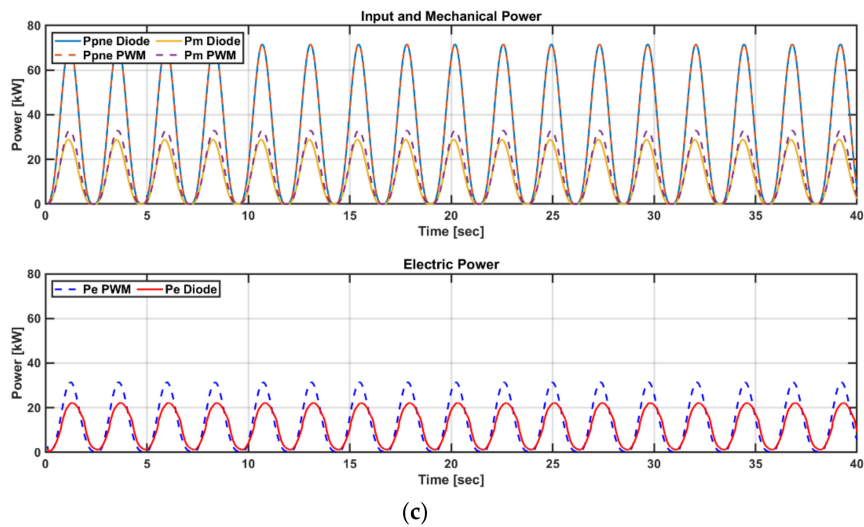 Input and Mechanical Power
80
60
40
20
0
Power [kW]
Ppne Diode Pm Diode
Ppne PWM Pm PWM
0 5 10 15 20 25 30 35 40
Time [sec]
Electric Power
80
60
40
20
0
Power [kW]
Pe PWM Pe Diode
0 5 10 15 20 25 30 35 40
Time [sec]
(c)